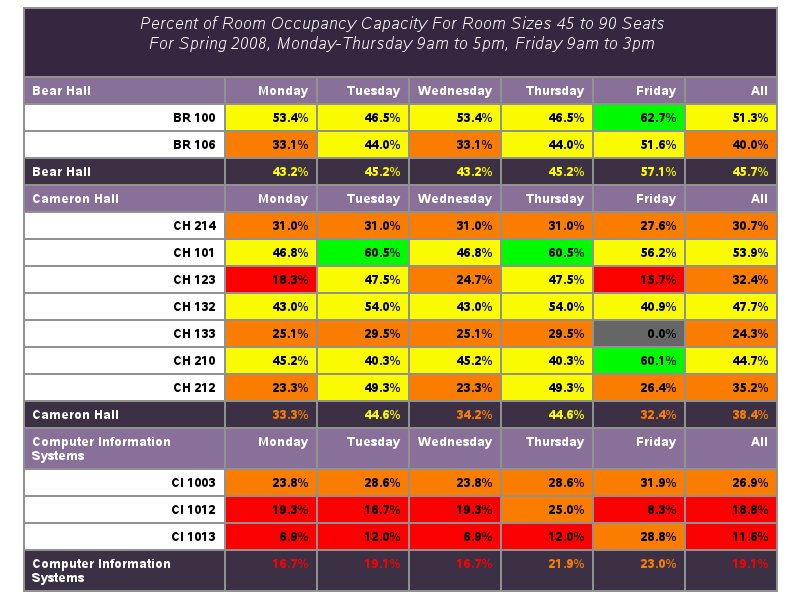 Percent of Room Occupancy Capacity For Room Sizes 45 to 90 Seats
For Spring 2008, Monday-Thursday 9am to 5pm, Friday 9am to 3pm
Bear Hall Monday Tuesday Wednesday Thursday Friday All
BR 100 53.4% 46.5% 53.4% 46.5% 62.7% 51.3%
BR 106 33.1% 44.0% 33.1% 44.0% 51.6% 40.0%
Bear Hall 43.2% 45.2% 43.2% 45.2% 57.1% 45.7%
Cameron Hall Monday Tuesday Wednesday Thursday Friday All
CH 214 31.0% 31.0% 31.0% 31.0% 27.6% 30.7%
CH 101 46.8% 60.5% 46.8% 60.5% 56.2% 53.9%
CH 123 18.3% 47.5% 24.7% 47.5% 15.7% 32.4%
CH 132 43.0% 54.0% 43.0% 54.0% 40.9% 47.7%
CH 133 25.1% 29.5% 25.1% 29.5% 0.0% 24.3%
CH 210 45.2% 40.3% 45.2% 40.3% 60.1% 44.7%
CH 212 23.3% 49.3% 23.3% 49.3% 26.4% 35.2%
Cameron Hall 33.3% 44.6% 34.2% 44.6% 32.4% 38.4%
Computer Information Monday Tuesday Wednesday Thursday Friday All
Systems
CI 1003 23.8% 28.6% 23.8% 28.6% 31.9% 26.9%
CI 1012 19.3% 16.7% 19.3% 25.0% 8.3% 18.8%
CI 1013 6.9% 12.0% 6.9% 12.0% 28.8% 11.6%
Computer Information 16.7% 19.1% 16.7% 21.9% 23.0% 19.1%
Systems